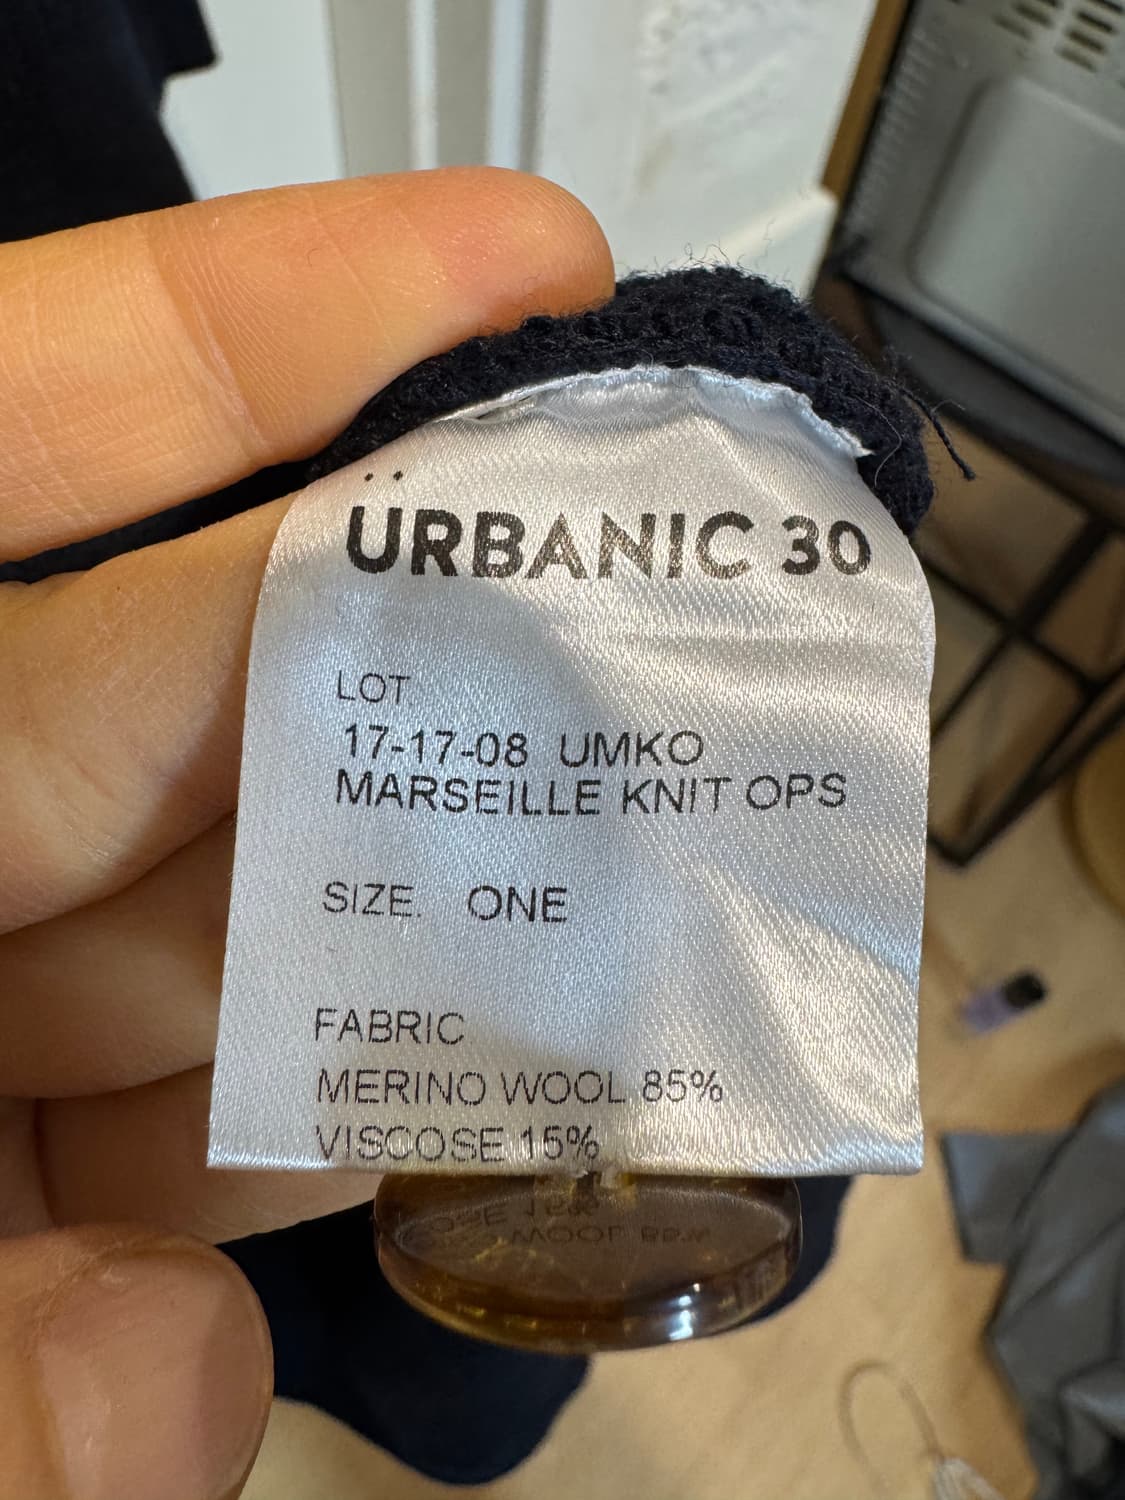 ÜRBANIC 30
LOT.
17-17-08 UMKO
MARSEILLE KNIT OPS
SIZE. ONE
FABRIC
MERINO WOOL 85%
VISCOSE 15%